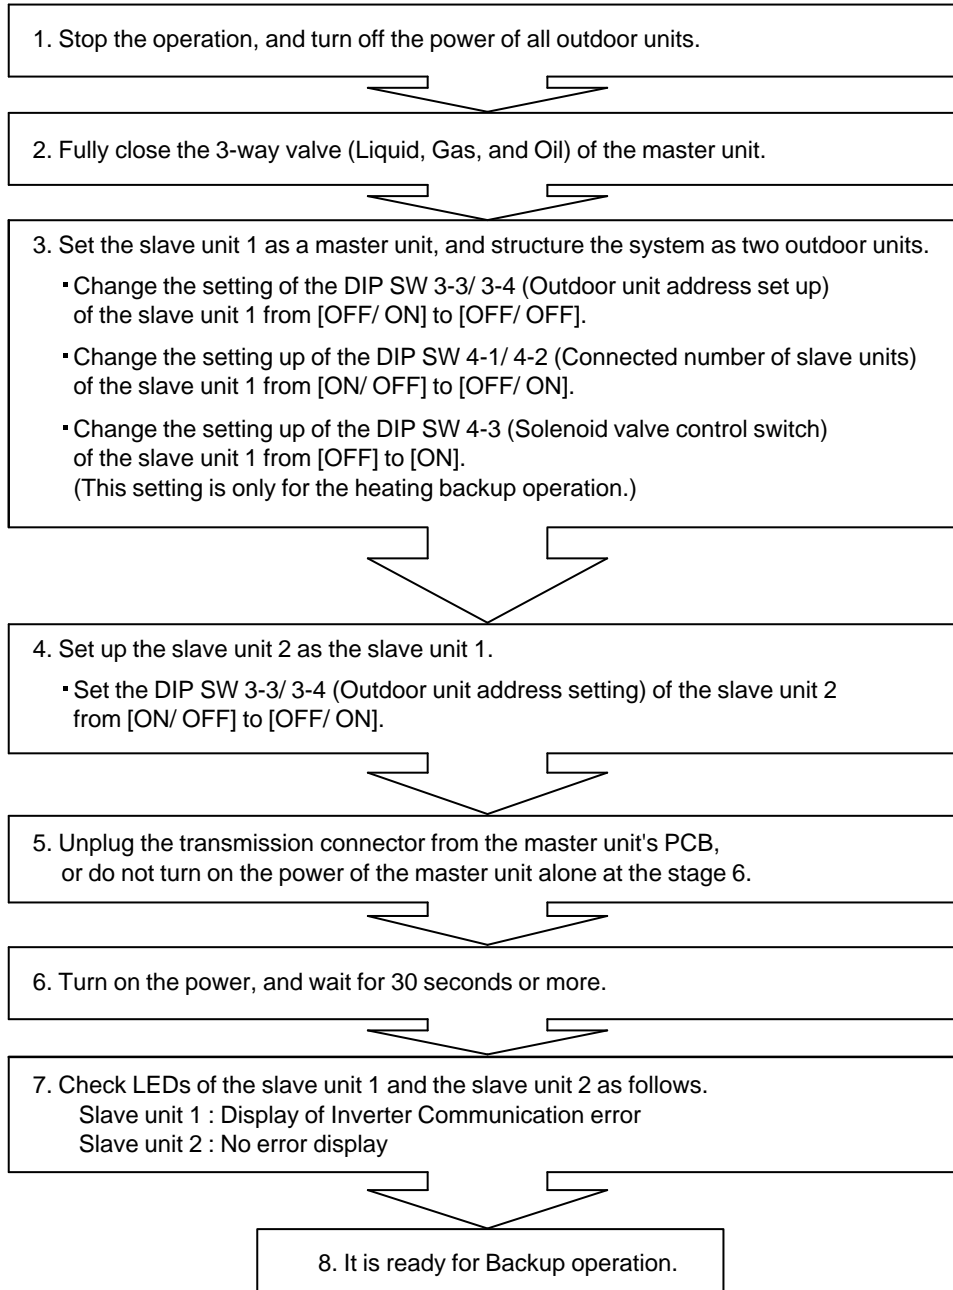 1. Stop the operation, and turn off the power of all outdoor units.
2. Fully close the 3-way valve (Liquid, Gas, and Oil) of the master unit.
3. Set the slave unit 1 as a master unit, and structure the system as two outdoor units.
▪ Change the setting of the DIP SW 3-3/ 3-4 (Outdoor unit address set up)
of the slave unit 1 from [OFF/ ON] to [OFF/ OFF].
▪ Change the setting up of the DIP SW 4-1/ 4-2 (Connected number of slave units)
of the slave unit 1 from [ON/ OFF] to [OFF/ ON].
▪ Change the setting up of the DIP SW 4-3 (Solenoid valve control switch)
of the slave unit 1 from [OFF] to [ON].
(This setting is only for the heating backup operation.)
4. Set up the slave unit 2 as the slave unit 1.
▪ Set the DIP SW 3-3/ 3-4 (Outdoor unit address setting) of the slave unit 2
from [ON/ OFF] to [OFF/ ON].
5. Unplug the transmission connector from the master unit's PCB,
or do not turn on the power of the master unit alone at the stage 6.
6. Turn on the power, and wait for 30 seconds or more.
7. Check LEDs of the slave unit 1 and the slave unit 2 as follows.
Slave unit 1 : Display of Inverter Communication error
Slave unit 2 : No error display
8. It is ready for Backup operation.